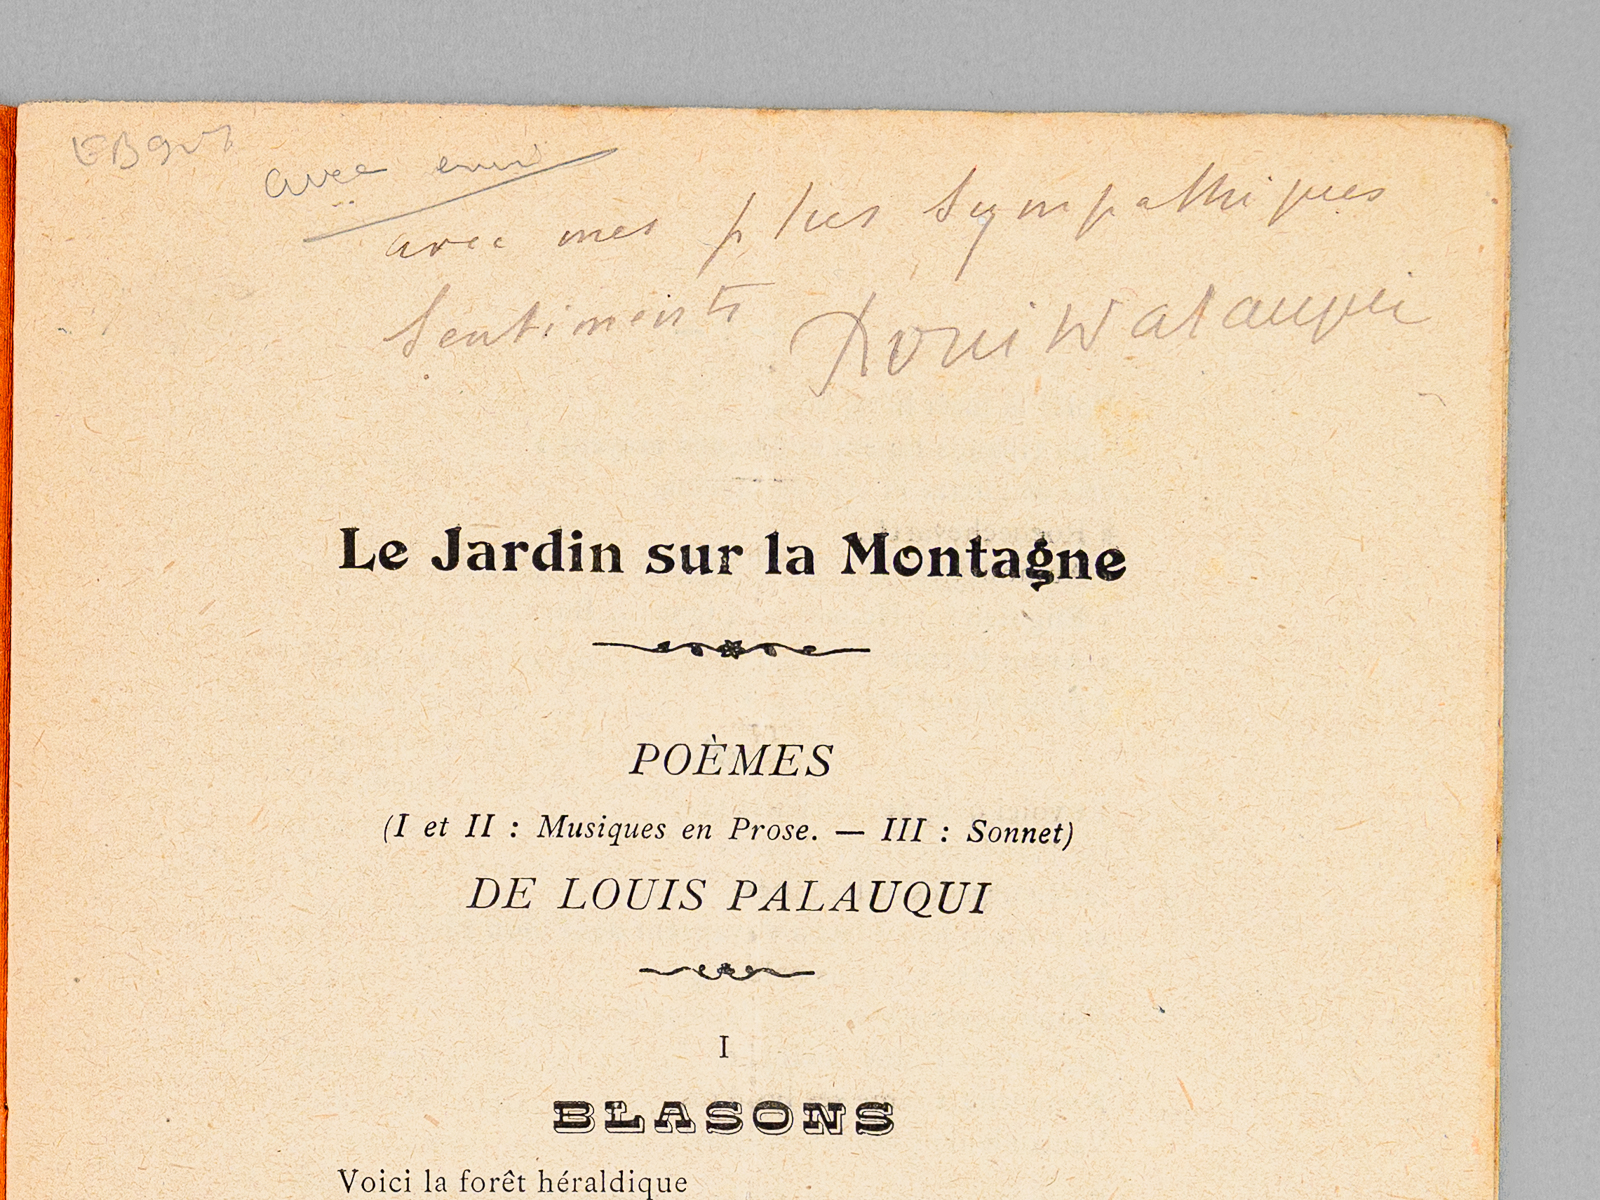 avec
avec mes plus sympathiques
sentiments Louis Palauqui
Le Jardin sur la Montagne
POÈMES
(I et II : Musiques en Prose. — III : Sonnet)
DE LOUIS PALAUQUI
I
BLASONS
Voici la forêt héraldique